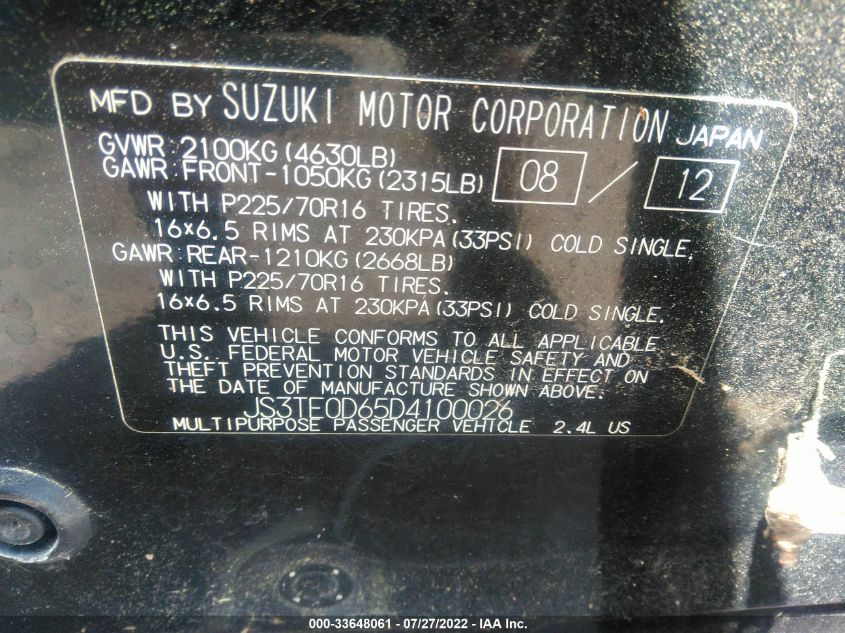 MFD BY SUZUKI MOTOR CORPORATION JAPAN
GVWR: 2100KG (4630LB)
GAWR: FRONT-1050KG (2315LB) 08 / 12
WITH P225/70R16 TIRES.
16×6.5 RIMS AT 230KPA (33PSI) COLD SINGLE.
GAWR: REAR-1210KG (2668LB)
WITH P225/70R16 TIRES.
16×6.5 RIMS AT 230KPA (33PSI) COLD SINGLE.
THIS VEHICLE CONFORMS TO ALL APPLICABLE
U.S. FEDERAL MOTOR VEHICLE SAFETY AND
THEFT PREVENTION STANDARDS IN EFFECT ON
THE DATE OF MANUFACTURE SHOWN ABOVE.
JS3TE0D65D4100026
MULTIPURPOSE PASSENGER VEHICLE 2.4L US
000-33648061 - 07/27/2022 - IAA Inc.